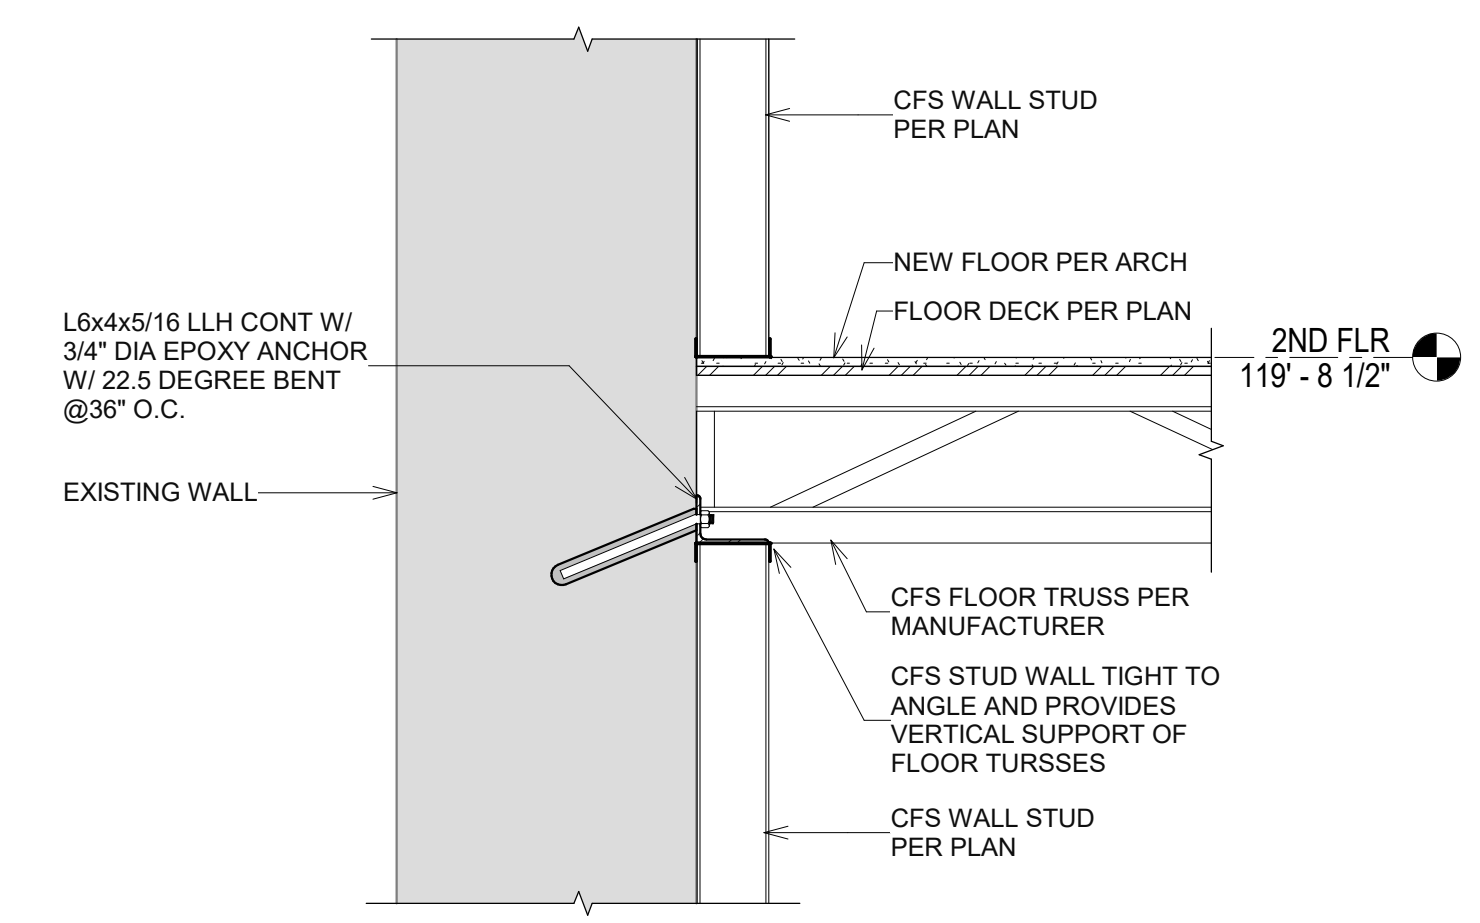 CFS WALL STUD
PER PLAN
NEW FLOOR PER ARCH
FLOOR DECK PER PLAN
2ND FLR
119' - 8 1/2"
L6x4x5/16 LLH CONT W/
3/4" DIA EPOXY ANCHOR
W/ 22.5 DEGREE BENT
@36" O.C.
EXISTING WALL
CFS FLOOR TRUSS PER
MANUFACTURER
CFS STUD WALL TIGHT TO
ANGLE AND PROVIDES
VERTICAL SUPPORT OF
FLOOR TURSSES
CFS WALL STUD
PER PLAN